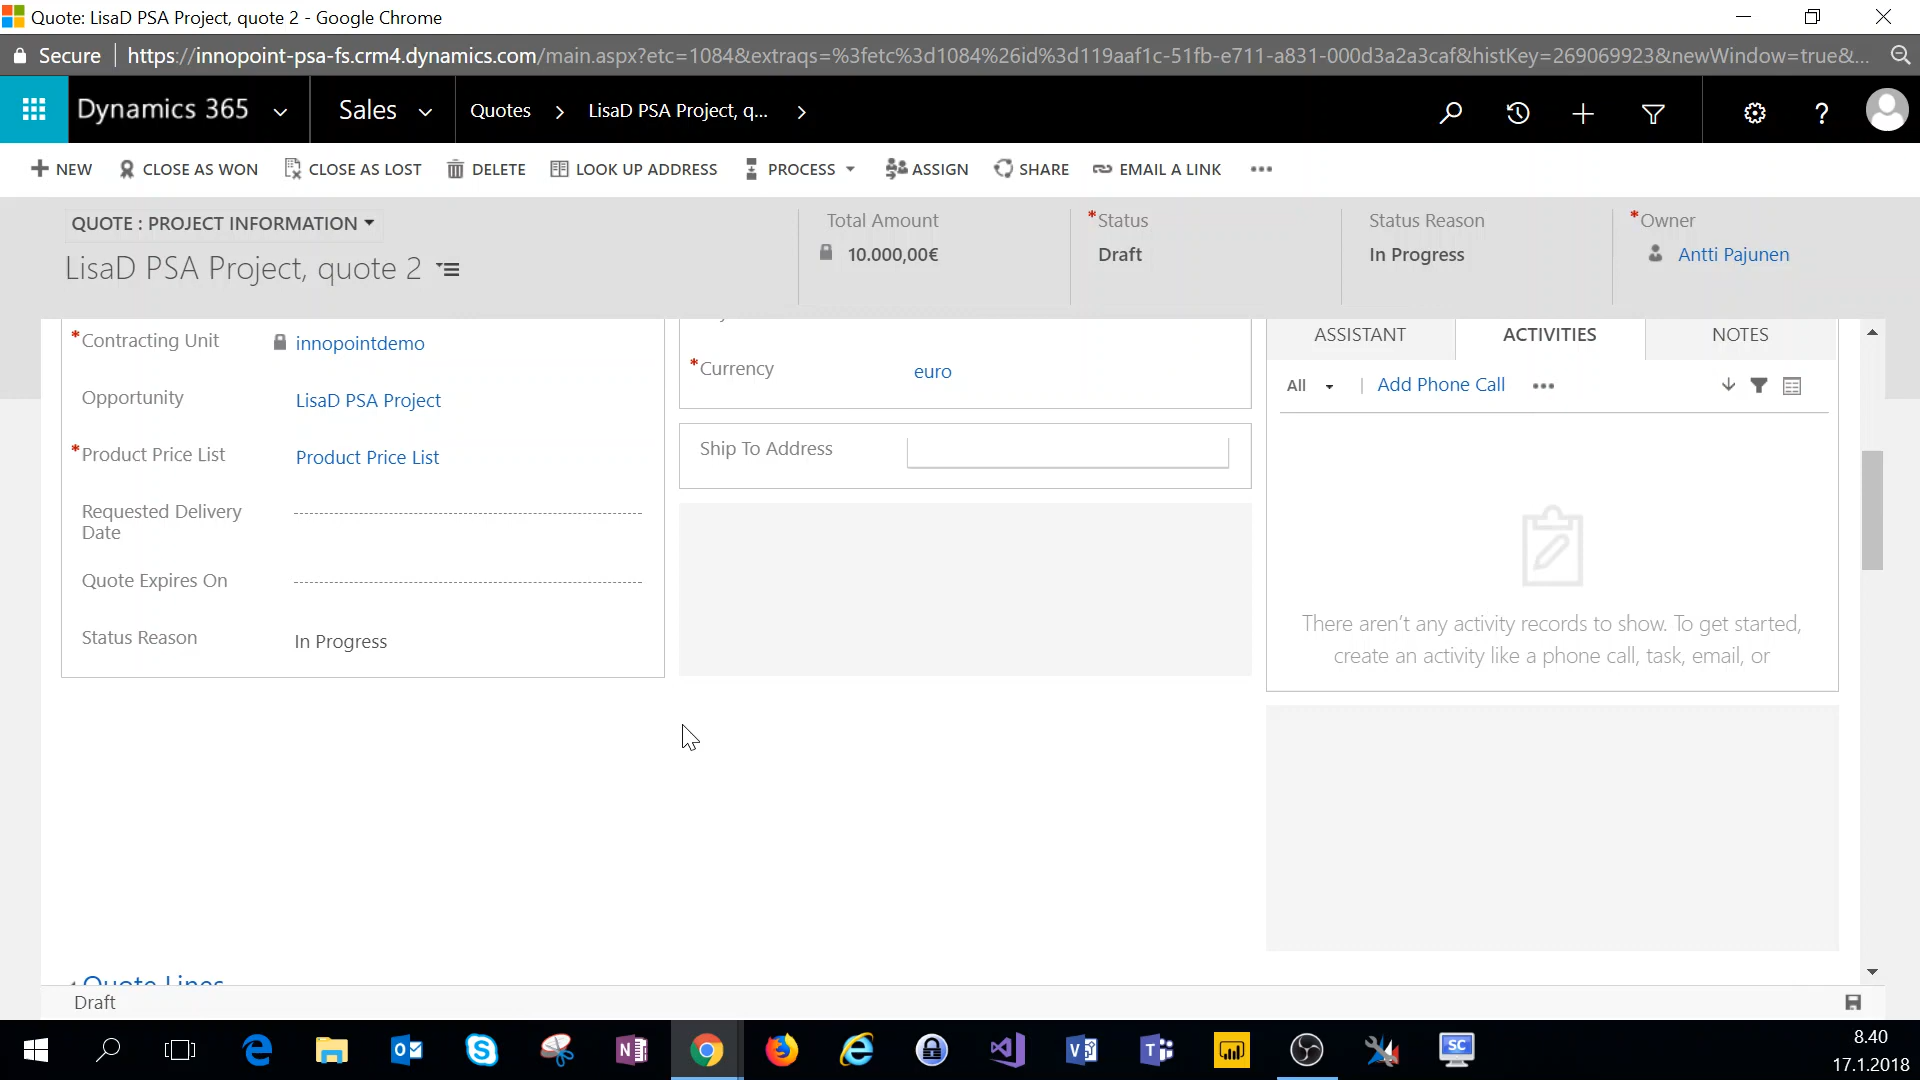 Quote: LisaD PSA Project, quote 2 - Google Chrome
Secure https://innopoint-psa-fs.crm4.dynamics.com/main.aspx?etc=1084&extraqs=%3fetc%3d1084%26id%3d119aaf1c-51fb-e711-a831-000d3a2a3caf&histKey=269069923&newWindow=true&...
Dynamics 365 Sales Quotes > LisaD PSA Project, q... >
NEW CLOSE AS WON CLOSE AS LOST DELETE LOOK UP ADDRESS PROCESS ASSIGN SHARE EMAIL A LINK
QUOTE : PROJECT INFORMATION
LisaD PSA Project, quote 2
Total Amount
10.000,00€
*Status
Draft
Status Reason
In Progress
*Owner
Antti Pajunen
*Contracting Unit innopointdemo
Opportunity LisaD PSA Project
*Product Price List Product Price List
Requested Delivery
Date
Quote Expires On
Status Reason In Progress
*Currency euro
Ship To Address
ASSISTANT ACTIVITIES NOTES
All | Add Phone Call
There aren't any activity records to show. To get started,
create an activity like a phone call, task, email, or
Quote Lines
Draft
8.40
17.1.2018